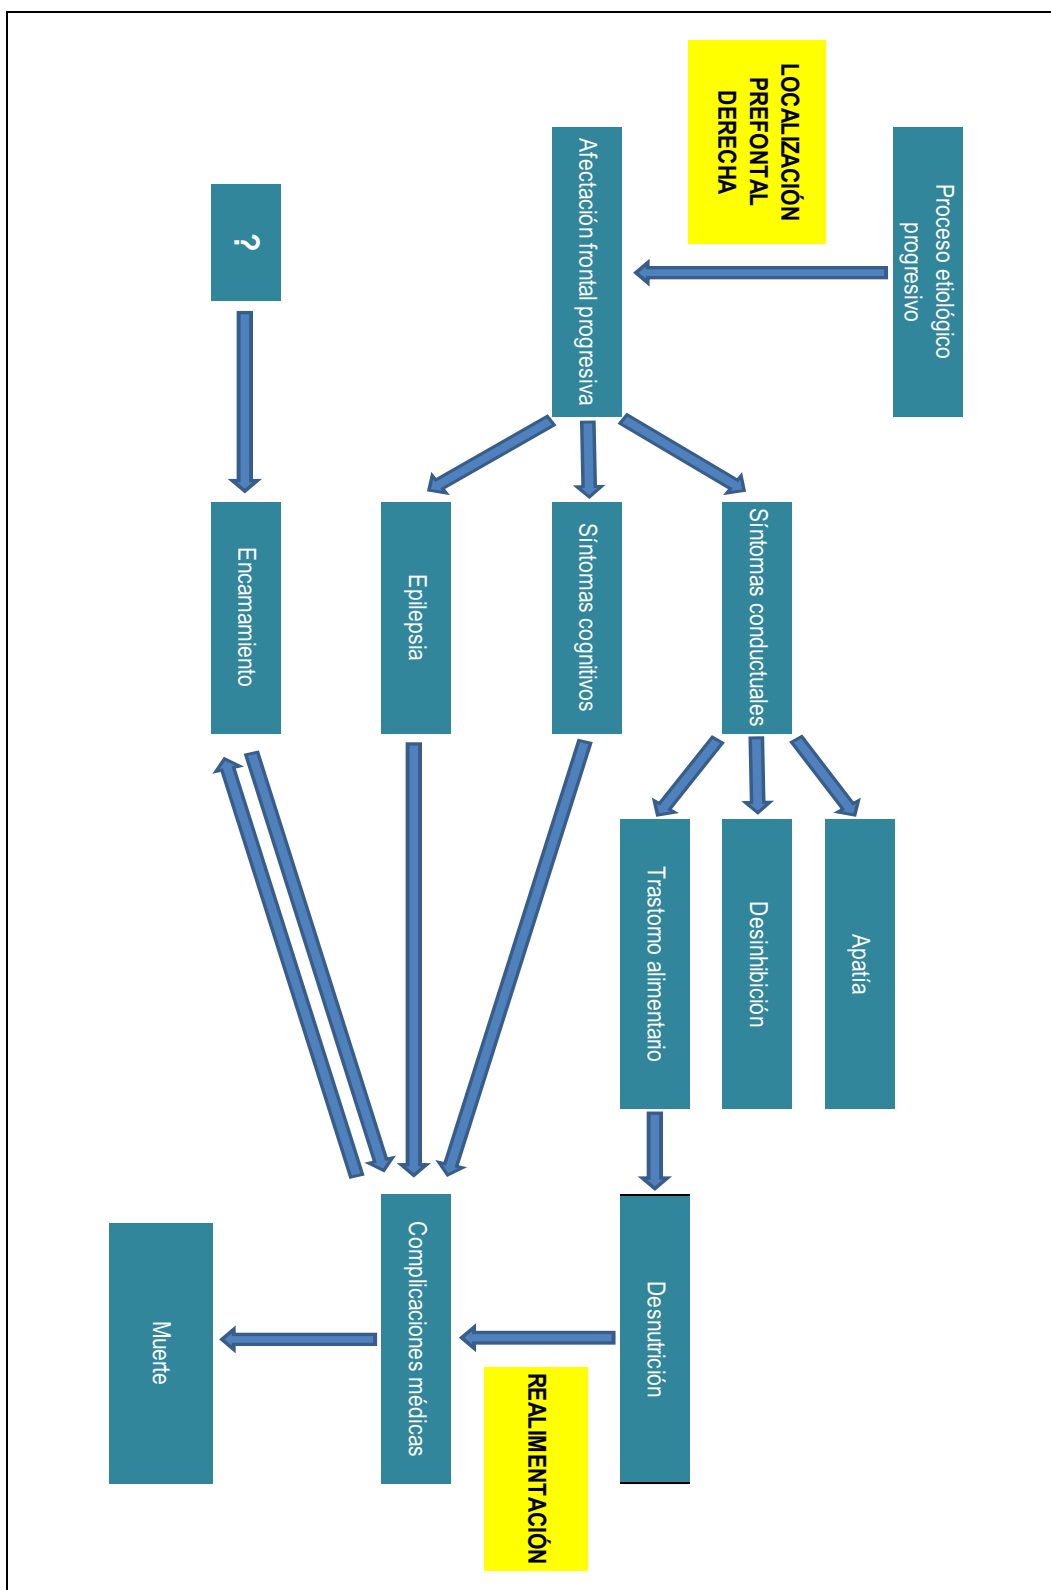 Proceso etiológico
progresivo
LOCALIZACIÓN
PREFONTAL
DERECHA
Afectación frontal progresiva
?
Síntomas conductuales
Síntomas cognitivos
Epilepsia
Encamamiento
Apatía
Desinhibición
Trastorno alimentario
Desnutrición
REALIMENTACIÓN
Complicaciones médicas
Muerte